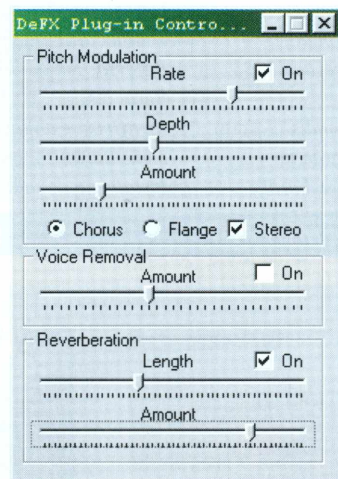 DeFX Plug-in Contro...
Pitch Modulation
Rate On
Depth
Amount
Chorus Flange Stereo
Voice Removal
Amount On
Reverberation
Length On
Amount